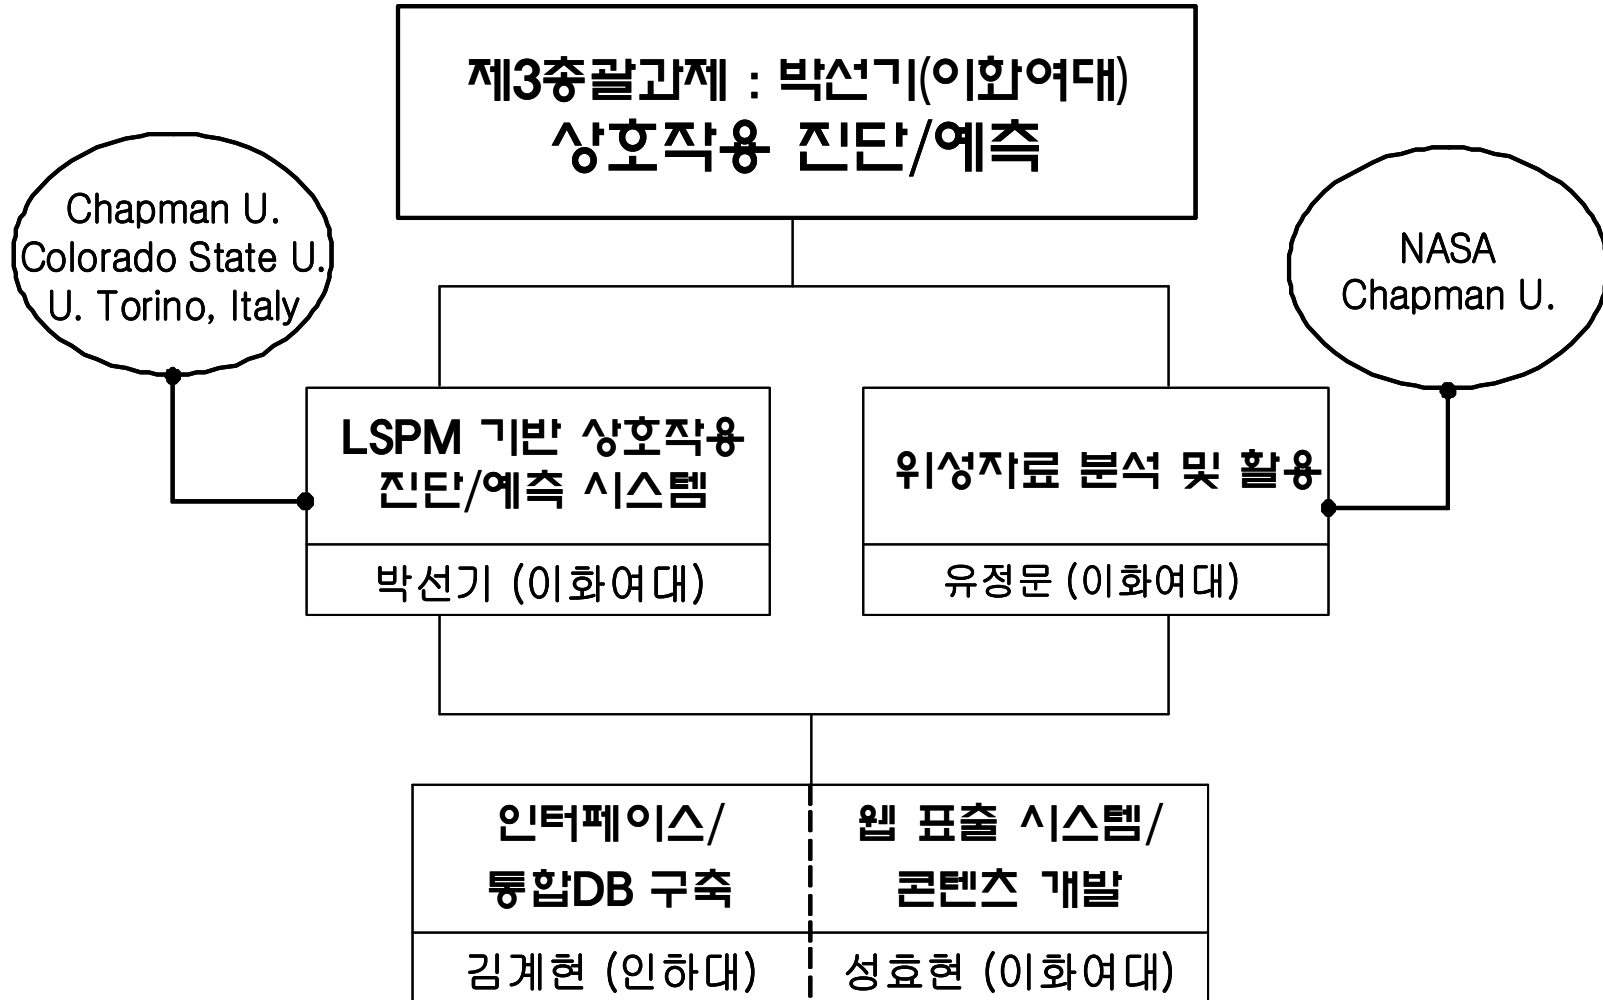 제3총괄과제 : 박선기(이화여대)
상호작용 진단/예측
Chapman U.
Colorado State U.
U. Torino, Italy
NASA
Chapman U.
LSPM 기반 상호작용
진단/예측 시스템
박선기 (이화여대)
위성자료 분석 및 활용
유정문 (이화여대)
인터페이스/
통합DB 구축
김계현 (인하대)
웹 표출 시스템/
콘텐츠 개발
성효현 (이화여대)